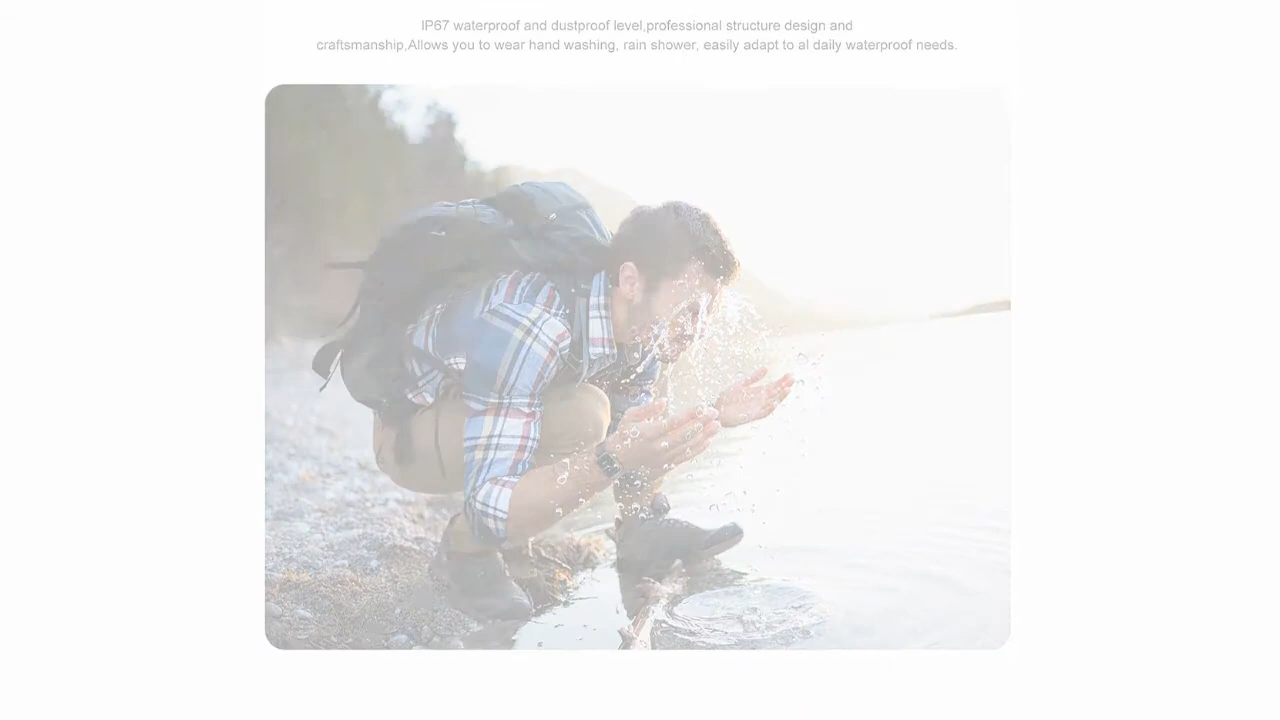 IP67 waterproof and dustproof level,professional structure design and
craftsmanship,Allows you to wear hand washing, rain shower, easily adapt to al daily waterproof needs.